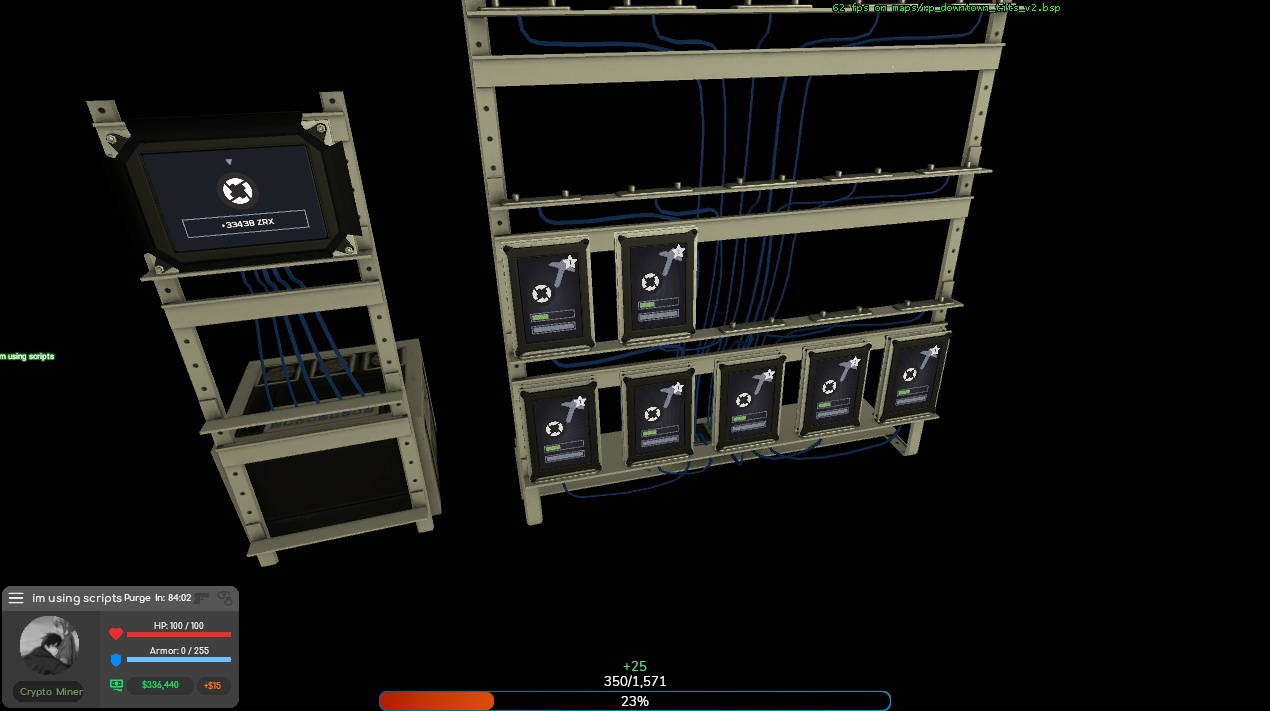 62 fps on maps/rp_downtown_tits_v2.bsp
+33438 ZRX
m using scripts
im using scripts Purge In: 84:02
HP: 100 / 100
Armor: 0 / 255
$336,440 +$15
Crypto Miner
+25
350/1,571
23%